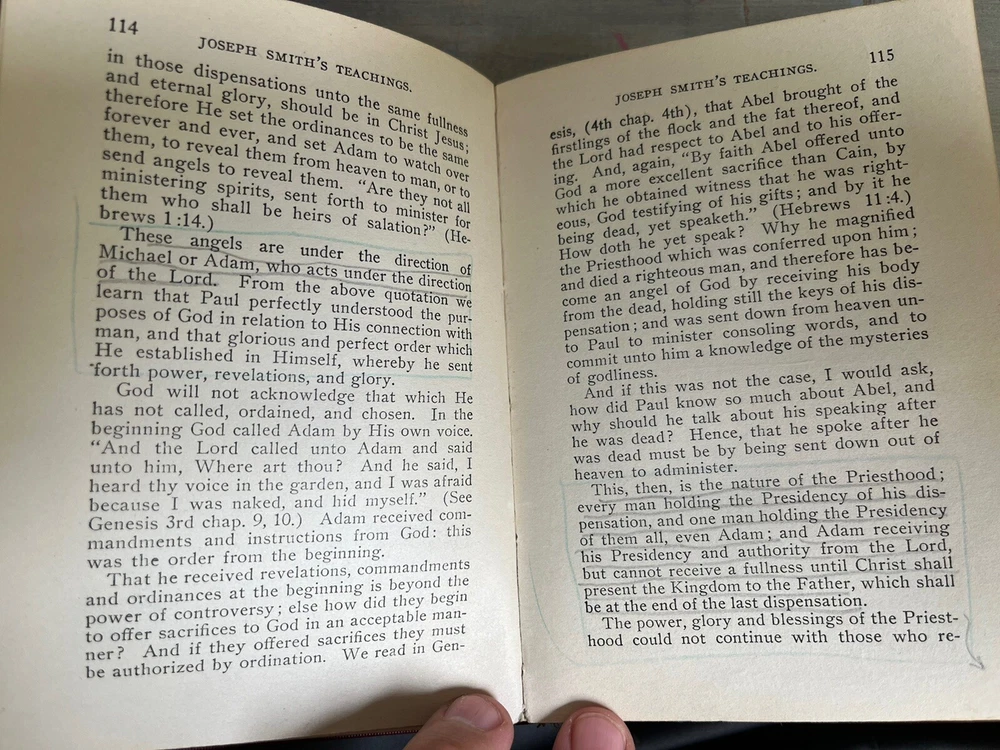 114
JOSEPH SMITH'S TEACHINGS.
in those dispensations unto the same fullness
and eternal glory, should be in Christ Jesus;
therefore He set the ordinances to be the same
forever and ever, and set Adam to watch over
them, to reveal them from heaven to man, or to
send angels to reveal them. "Are they not all
ministering spirits, sent forth to minister for
them who shall be heirs of salation?" (He-
brews 1:14.)
These angels are under the direction of
Michael or Adam, who acts under the direction
of the Lord. From the above quotation we
learn that Paul perfectly understood the pur-
poses of God in relation to His connection with
man, and that glorious and perfect order which
He established in Himself, whereby he sent
forth power, revelations, and glory.
God will not acknowledge that which He
has not called, ordained, and chosen. In the
beginning God called Adam by His own voice.
"And the Lord called unto Adam and said
unto him, Where art thou? And he said, I
heard thy voice in the garden, and I was afraid
because I was naked, and hid myself." (See
Genesis 3rd chap. 9, 10.) Adam received com-
mandments and instructions from God: this
was the order from the beginning.
That he received revelations, commandments
and ordinances at the beginning is beyond the
power of controversy; else how did they begin
to offer sacrifices to God in an acceptable man-
ner? And if they offered sacrifices they must
be authorized by ordination. We read in Gen-
JOSEPH SMITH'S TEACHINGS.
115
esis, (4th chap. 4th), that Abel brought of the
firstlings of the flock and the fat thereof, and
the Lord had respect to Abel and to his offer-
ing. And, again, "By faith Abel offered unto
God a more excellent sacrifice than Cain, by
which he obtained witness that he was right-
eous, God testifying of his gifts; and by it he
being dead, yet speaketh." (Hebrews 11:4.)
How doth he yet speak? Why he magnified
the Priesthood which was conferred upon him;
and died a righteous man, and therefore has be-
come an angel of God by receiving his body
from the dead, holding still the keys of his dis-
pensation; and was sent down from heaven un-
to Paul to minister consoling words, and to
commit unto him a knowledge of the mysteries
of godliness.
And if this was not the case, I would ask,
how did Paul know so much about Abel, and
why should he talk about his speaking after
he was dead? Hence, that he spoke after he
was dead must be by being sent down out of
heaven to administer.
This, then, is the nature of the Priesthood;
every man holding the Presidency of his dis-
pensation, and one man holding the Presidency
of them all, even Adam; and Adam receiving
his Presidency and authority from the Lord,
but cannot receive a fullness until Christ shall
present the Kingdom to the Father, which shall
be at the end of the last dispensation.
The power, glory and blessings of the Priest-
hood could not continue with those who re-